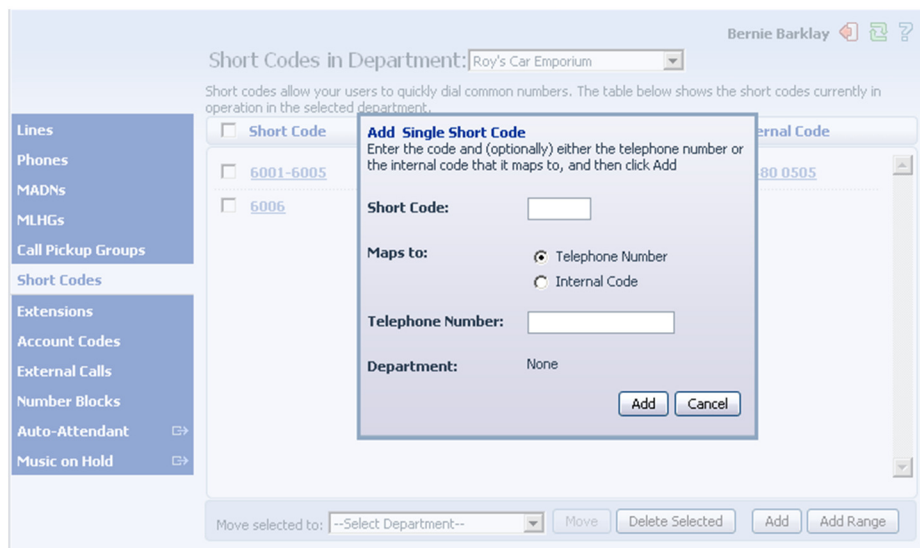 Bernie Barklay
Short Codes in Department: Roy's Car Emporium
Short codes allow your users to quickly dial common numbers. The table below shows the short codes currently in
operation in the selected department.
Lines
Phones
MADNs
MLHGs
Call Pickup Groups
Short Codes
Extensions
Account Codes
External Calls
Number Blocks
Auto-Attendant
Music on Hold
Short Code
ernal Code
6001-6005
80 0505
6006
Add Single Short Code
Enter the code and (optionally) either the telephone number or
the internal code that it maps to, and then click Add
Short Code:
Maps to:
Telephone Number
Internal Code
Telephone Number:
Department: None
Add Cancel
Move selected to: --Select Department-- Move Delete Selected Add Add Range